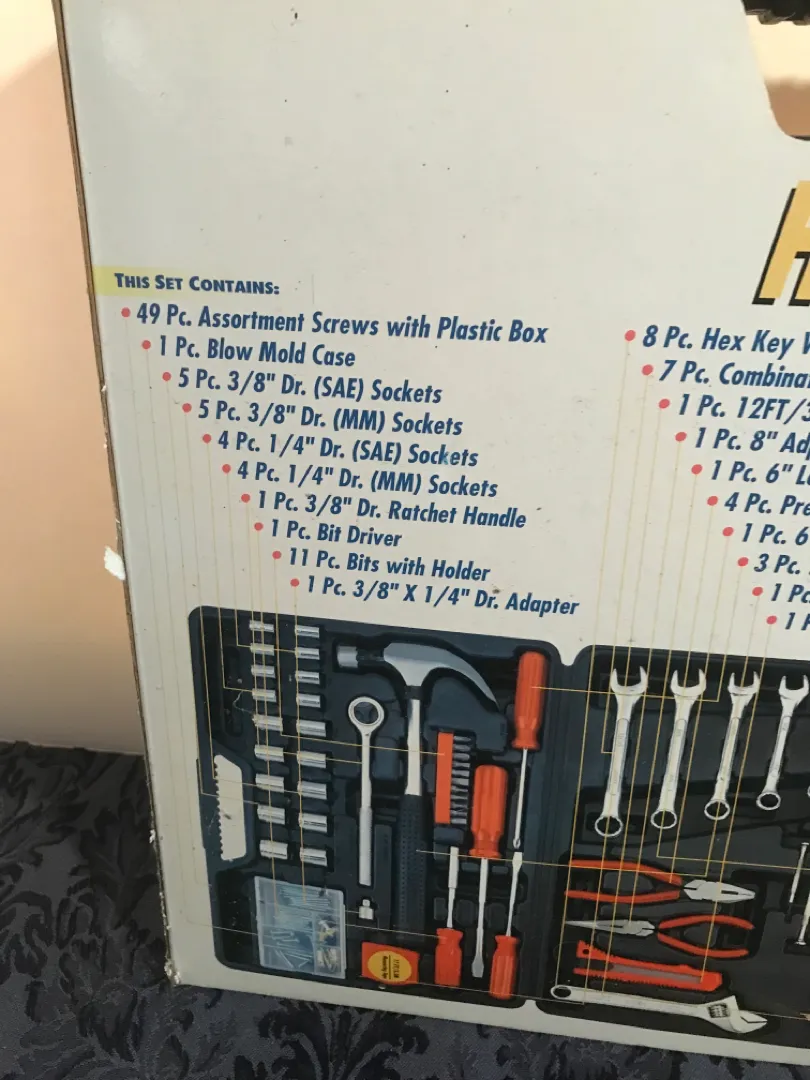 THIS SET CONTAINS:
• 49 Pc. Assortment Screws with Plastic Box
• 1 Pc. Blow Mold Case
• 5 Pc. 3/8" Dr. (SAE) Sockets
• 5 Pc. 3/8" Dr. (MM) Sockets
• 4 Pc. 1/4" Dr. (SAE) Sockets
• 4 Pc. 1/4" Dr. (MM) Sockets
• 1 Pc. 3/8" Dr. Ratchet Handle
• 1 Pc. Bit Driver
• 11 Pc. Bits with Holder
• 1 Pc. 3/8" X 1/4" Dr. Adapter
• 8 Pc. Hex Key
• 7 Pc.
• 1 Pc. 12FT/
• 1 Pc. 8"
• 1 Pc. 6"
• 4 Pc.
• 1 Pc. 6
• 3 Pc.
• 1 Pc
• 1